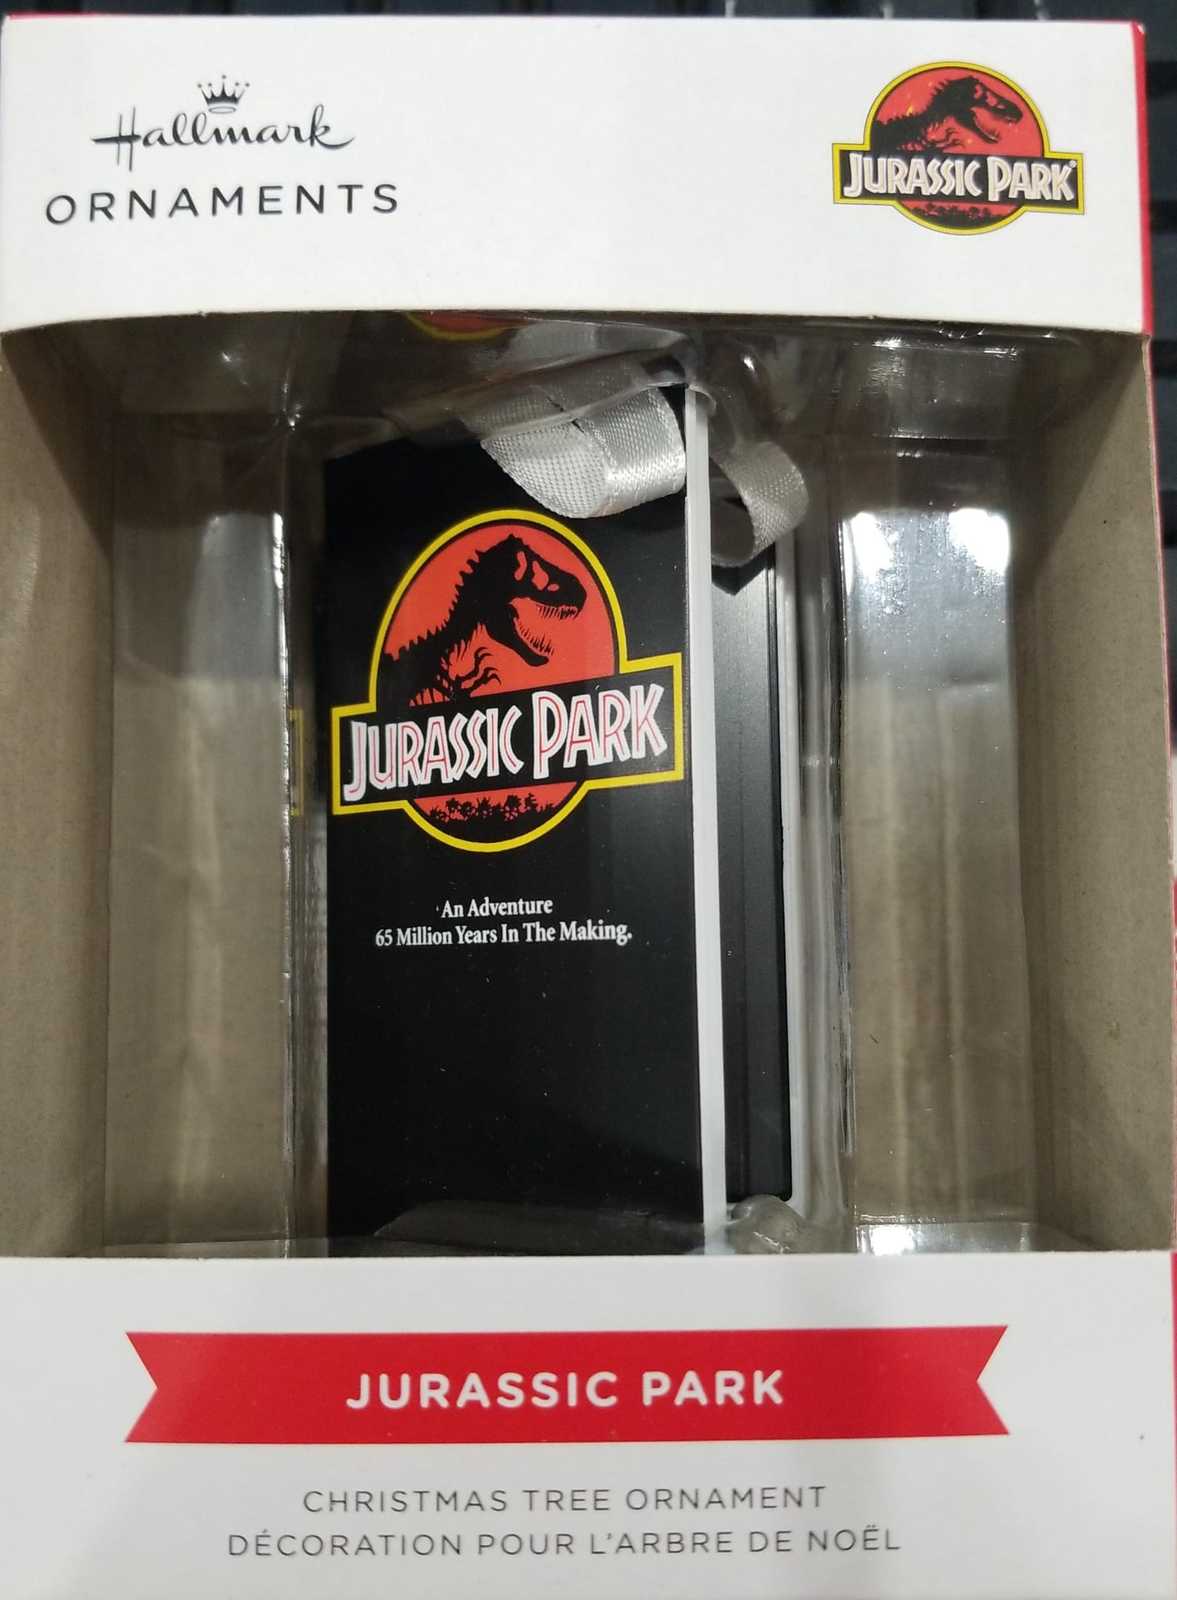 Hallmark
ORNAMENTS
JURASSIC PARK®
JURASSIC PARK
An Adventure
65 Million Years In The Making.
JURASSIC PARK
CHRISTMAS TREE ORNAMENT
DÉCORATION POUR L'ARBRE DE NOËL